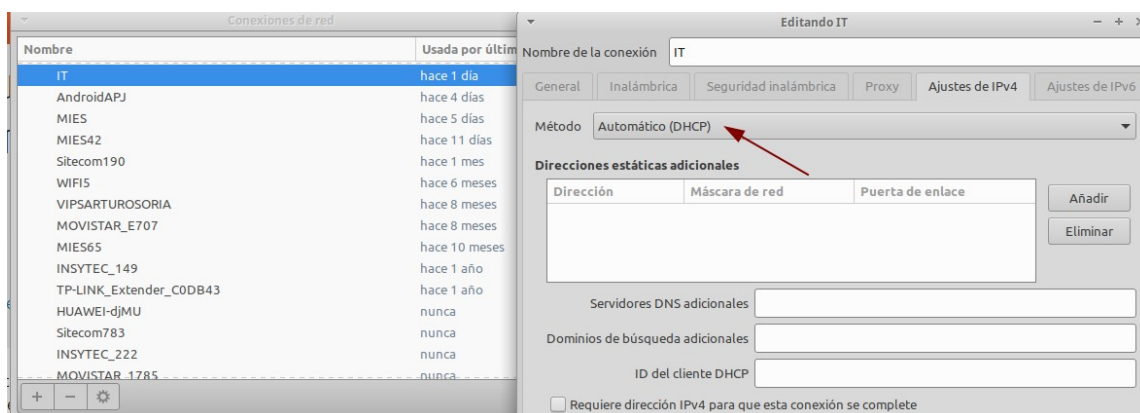 Conexiones de red
Nombre Usada por últim
IT hace 1 día
AndroidAPJ hace 4 días
MIES hace 5 días
MIES42 hace 11 días
Sitecom190 hace 1 mes
WIFI5 hace 6 meses
VIPSARTUROSORIA hace 8 meses
MOVISTAR_E707 hace 8 meses
MIES65 hace 10 meses
INSYTEC_149 hace 1 año
TP-LINK_Extender_C0DB43 hace 1 año
HUAWEI-djMU nunca
Sitecom783 nunca
INSYTEC_222 nunca
MOVISTAR_1785 nunca
Editando IT
Nombre de la conexión IT
General Inalámbrica Seguridad inalámbrica Proxy Ajustes de IPv4 Ajustes de IPv6
Método Automático (DHCP)
Direcciones estáticas adicionales
Dirección Máscara de red Puerta de enlace
Añadir
Eliminar
Servidores DNS adicionales
Dominios de búsqueda adicionales
ID del cliente DHCP
Requiere dirección IPv4 para que esta conexión se complete